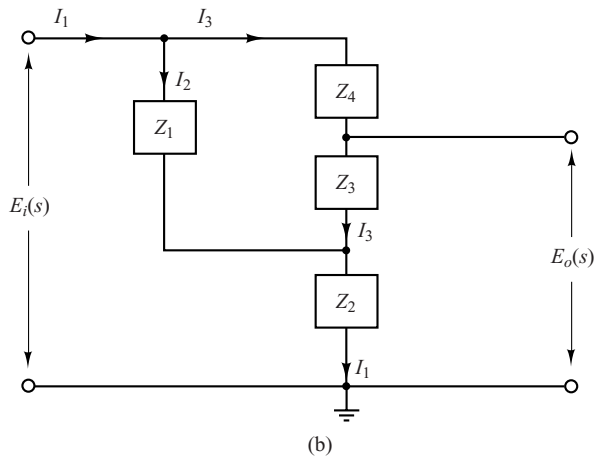 I₁ I₃
I₂
Z₄
Z₁
Z₃
Eᵢ(s)
I₃
Eₒ(s)
Z₂
I₁
(b)